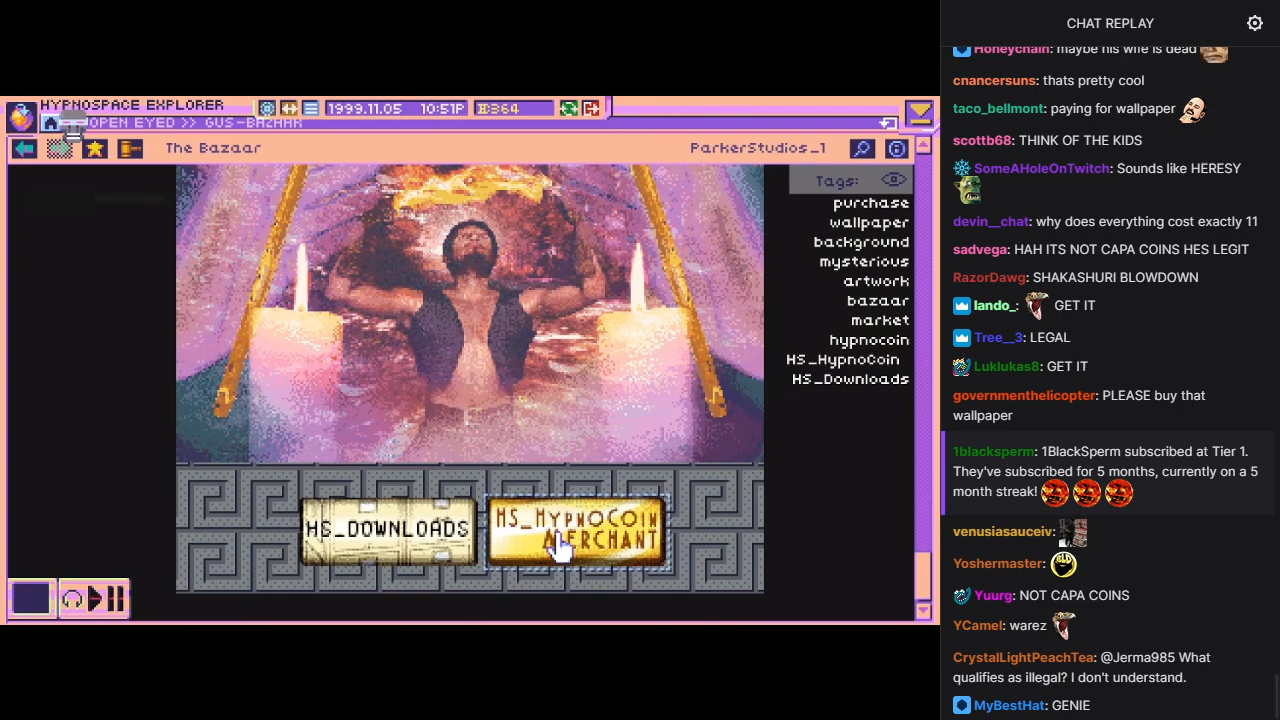 HYPNOSPACE EXPLORER
1999.11.05 10:51P
364
OPEN EYED >> GUS-BAZAAR
The Bazaar
ParkerStudios_1
Tags:
purchase
wallpaper
background
mysterious
artwork
bazaar
market
hypnocoin
HS_HypnoCoin
HS_Downloads
HS_DOWNLOADS
HS_HYPNOCOIN
MERCHANT
CHAT REPLAY
Honeychain: maybe his wife is dead
cnancersuns: thats pretty cool
taco_bellmont: paying for wallpaper
scottb68: THINK OF THE KIDS
SomeAHoleOnTwitch: Sounds like HERESY
devin__chat: why does everything cost exactly 11
sadvega: HAH ITS NOT CAPA COINS HES LEGIT
RazorDawg: SHAKASHURI BLOWDOWN
lando_: GET IT
Tree__3: LEGAL
Luklukas8: GET IT
governmenthelicopter: PLEASE buy that
wallpaper
1blacksperm: 1BlackSperm subscribed at Tier 1.
They've subscribed for 5 months, currently on a 5
month streak!
venusiasauceiv:
Yoshermaster:
Yuurg: NOT CAPA COINS
YCamel: warez
CrystalLightPeachTea: @Jerma985 What
qualifies as illegal? I don't understand.
MyBestHat: GENIE